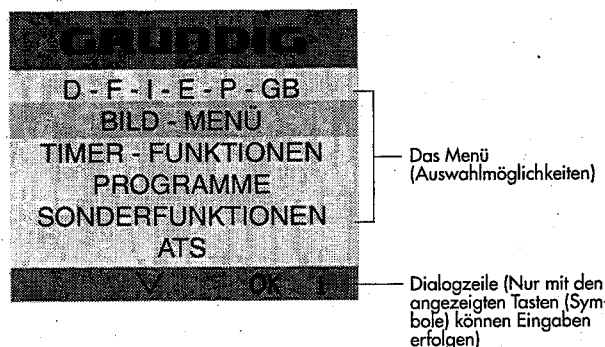 GRUNDIG
D - F - I - E - P - GB
BILD - MENÜ
TIMER - FUNKTIONEN
PROGRAMME
SONDERFUNKTIONEN
ATS
OK i
Das Menü
(Auswahlmöglichkeiten)
Dialogzeile (Nur mit den
angezeigten Tasten (Sym-
bole) können Eingaben
erfolgen)